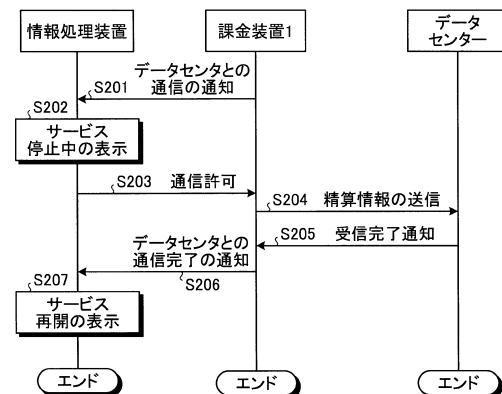 情報処理装置
課金装置1
データ
センター
データセンタとの
通信の通知
S201
S202
サービス
停止中の表示
S203 通信許可
S204 精算情報の送信
S205 受信完了通知
データセンタとの
通信完了の通知
S206
S207
サービス
再開の表示
エンド
エンド
エンド